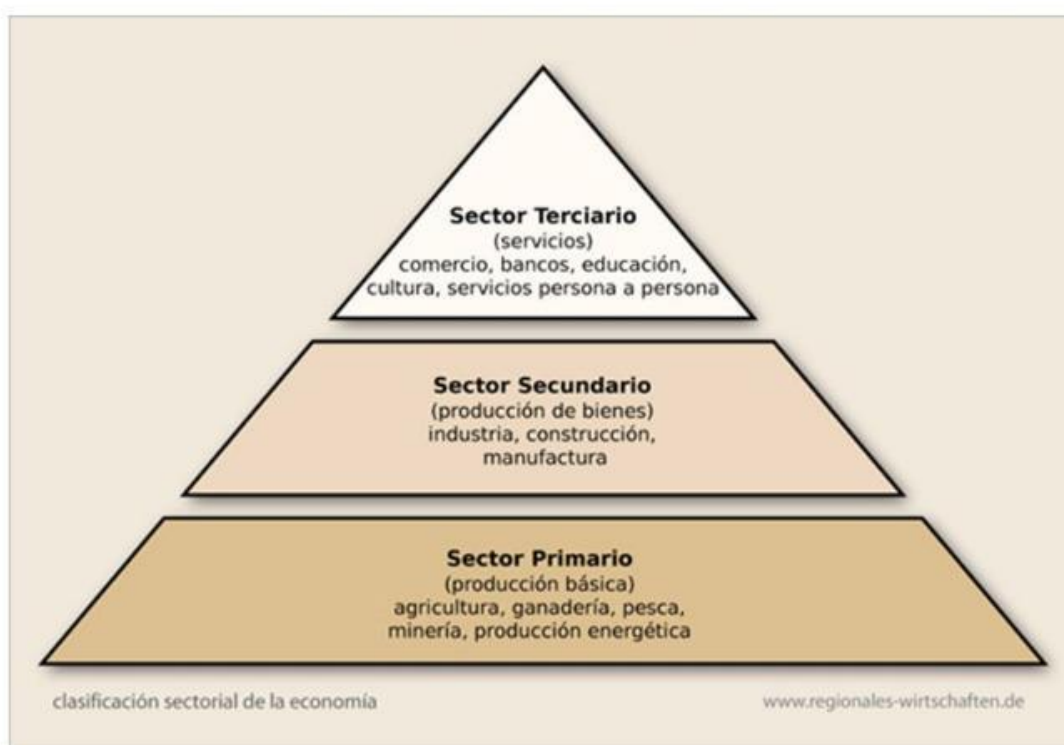 Sector Terciario
(servicios)
comercio, bancos, educación,
cultura, servicios persona a persona
Sector Secundario
(producción de bienes)
industria, construcción,
manufactura
Sector Primario
(producción básica)
agricultura, ganadería, pesca,
minería, producción energética
clasificación sectorial de la economía
www.regionales-wirtschaften.de